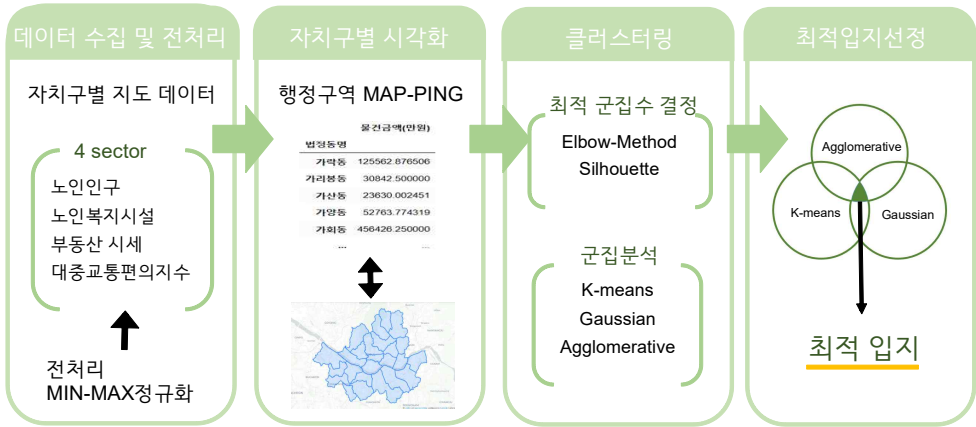 데이터 수집 및 전처리
자치구별 지도 데이터
4 sector
노인인구
노인복지시설
부동산 시세
대중교통편의지수
전처리
MIN-MAX정규화
자치구별 시각화
행정구역 MAP-PING
물건금액(만원)
법정동명
가락동 125562.876506
가리봉동 30842.500000
가산동 23630.002451
가양동 52763.774319
가회동 456426.250000
... ...
클러스터링
최적 군집수 결정
Elbow-Method
Silhouette
군집분석
K-means
Gaussian
Agglomerative
최적입지선정
Agglomerative
K-means
Gaussian
최적 입지